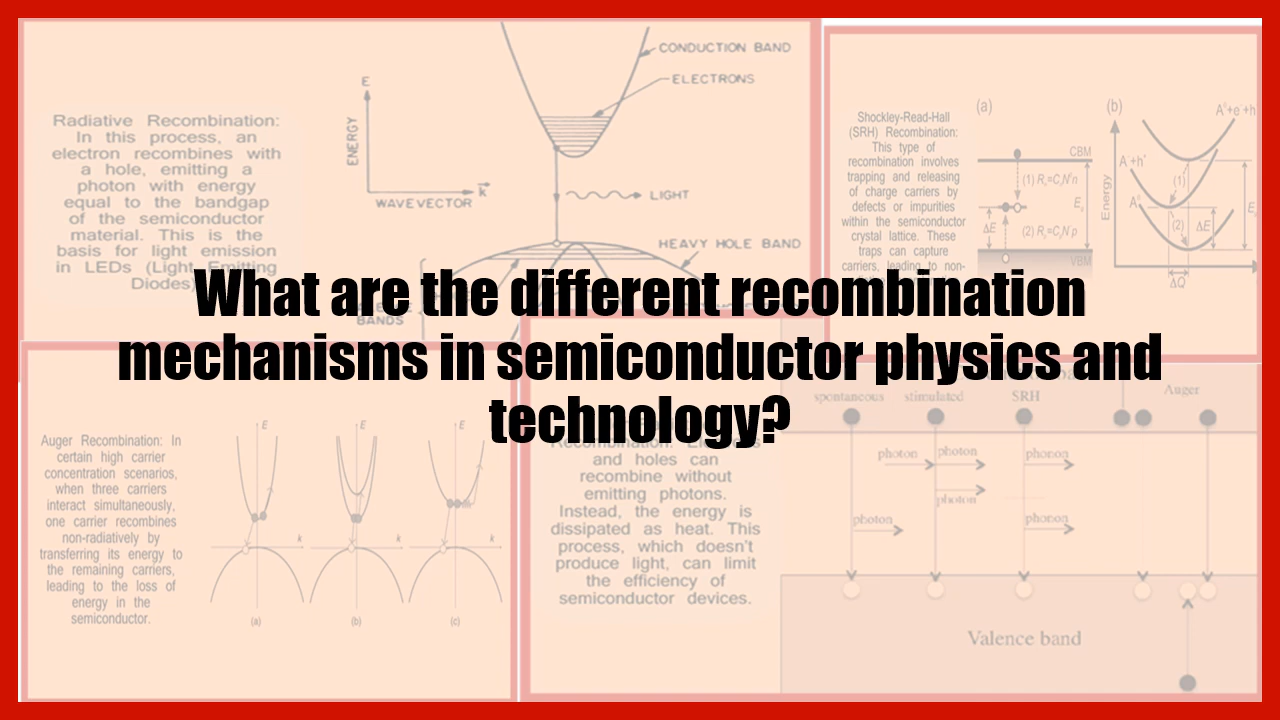 What are the different recombination
mechanisms in semiconductor physics and
technology?
Radiative Recombination:
In this process, an
electron recombines with
a hole, emitting a
photon with energy
equal to the bandgap
of the semiconductor
material. This is the
basis for light emission
in LEDs (Light Emitting
Diodes)
E
ENERGY
WAVEVECTOR
k
CONDUCTION BAND
ELECTRONS
LIGHT
HEAVY HOLE BAND
BANDS
Shockley-Read-Hall
(SRH) Recombination:
This type of
recombination involves
trapping and releasing
of charge carriers by
defects or impurities
within the semiconductor
crystal lattice. These
traps can capture
carriers, leading to non-
(a)
CBM
(1)
ΔE
(2)
VBM
(b)
Energy
(1)
(2)
ΔE
ΔQ
Auger Recombination: In
certain high carrier
concentration scenarios,
when three carriers
interact simultaneously,
one carrier recombines
non-radiatively by
transferring its energy to
the remaining carriers,
leading to the loss of
energy in the
semiconductor.
E
E
E
k
k
k
(a)
(b)
(c)
and holes can
recombine without
emitting photons.
Instead, the energy is
dissipated as heat. This
process, which doesn't
produce light, can limit
the efficiency of
semiconductor devices.
spontaneous
stimulated
SRH
Auger
photon
photon
phonon
photon
photon
phonon
Valence band